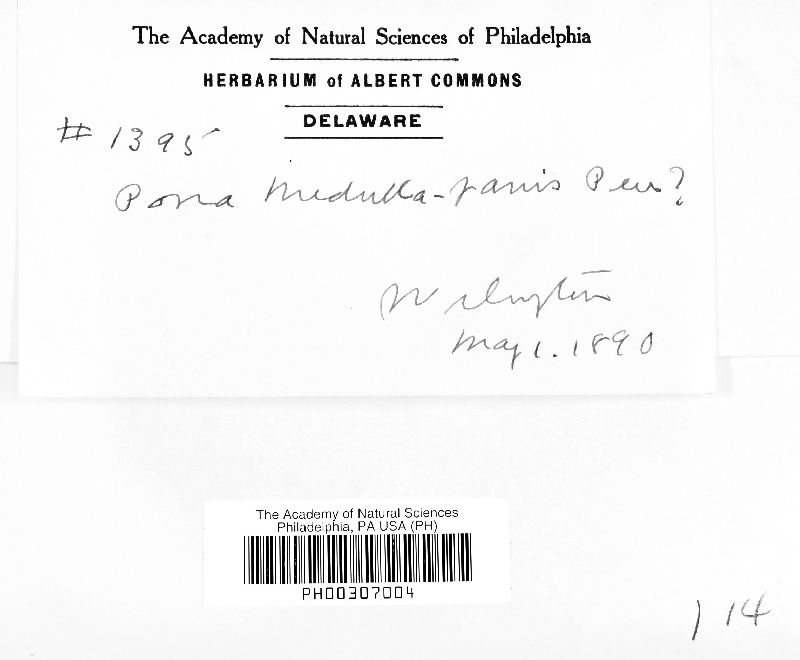 The Academy of Natural Sciences of Philadelphia
HERBARIUM of ALBERT COMMONS
DELAWARE
# 1395
Poria Medulla-panis Pers?
Wilmington
May 1. 1890
The Academy of Natural Sciences
Philadelphia, PA USA (PH)
PH00307004
114